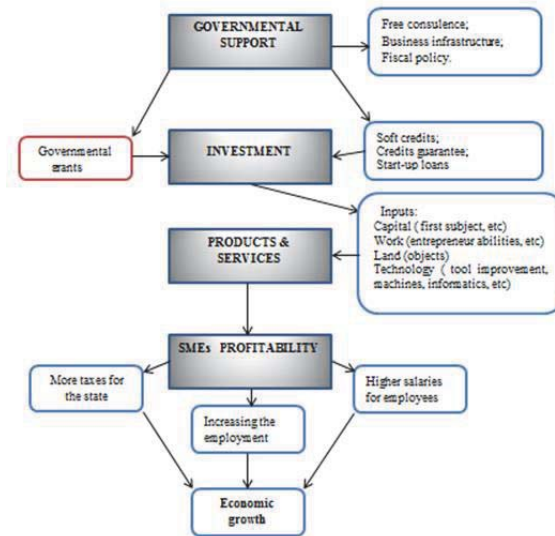 GOVERNMENTAL
SUPPORT
Free consulence;
Business infrastructure;
Fiscal policy.
Governmental
grants
INVESTMENT
Soft credits;
Credits guarantee;
Start-up loans
Inputs:
Capital ( first subject, etc)
Work (entrepreneur abilities, etc)
Land (objects)
Technology ( tool improvement,
machines, informatics, etc)
PRODUCTS &
SERVICES
SMEs PROFITABILITY
More taxes for
the state
Increasing the
employment
Higher salaries
for employees
Economic
growth